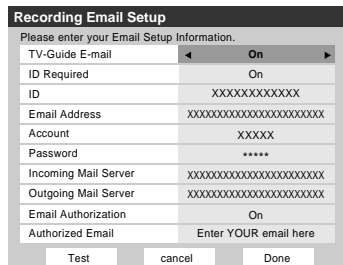 Recording Email Setup
Please enter your Email Setup Information.
TV-Guide E-mail ◄ On ►
ID Required On
ID XXXXXXXXXXXX
Email Address XXXXXXXXXXXXXXXXXXXXXXX
Account XXXXX
Password *****
Incoming Mail Server XXXXXXXXXXXXXXXXXXXXXXX
Outgoing Mail Server XXXXXXXXXXXXXXXXXXXXXXX
Email Authorization On
Authorized Email Enter YOUR email here
Test cancel Done